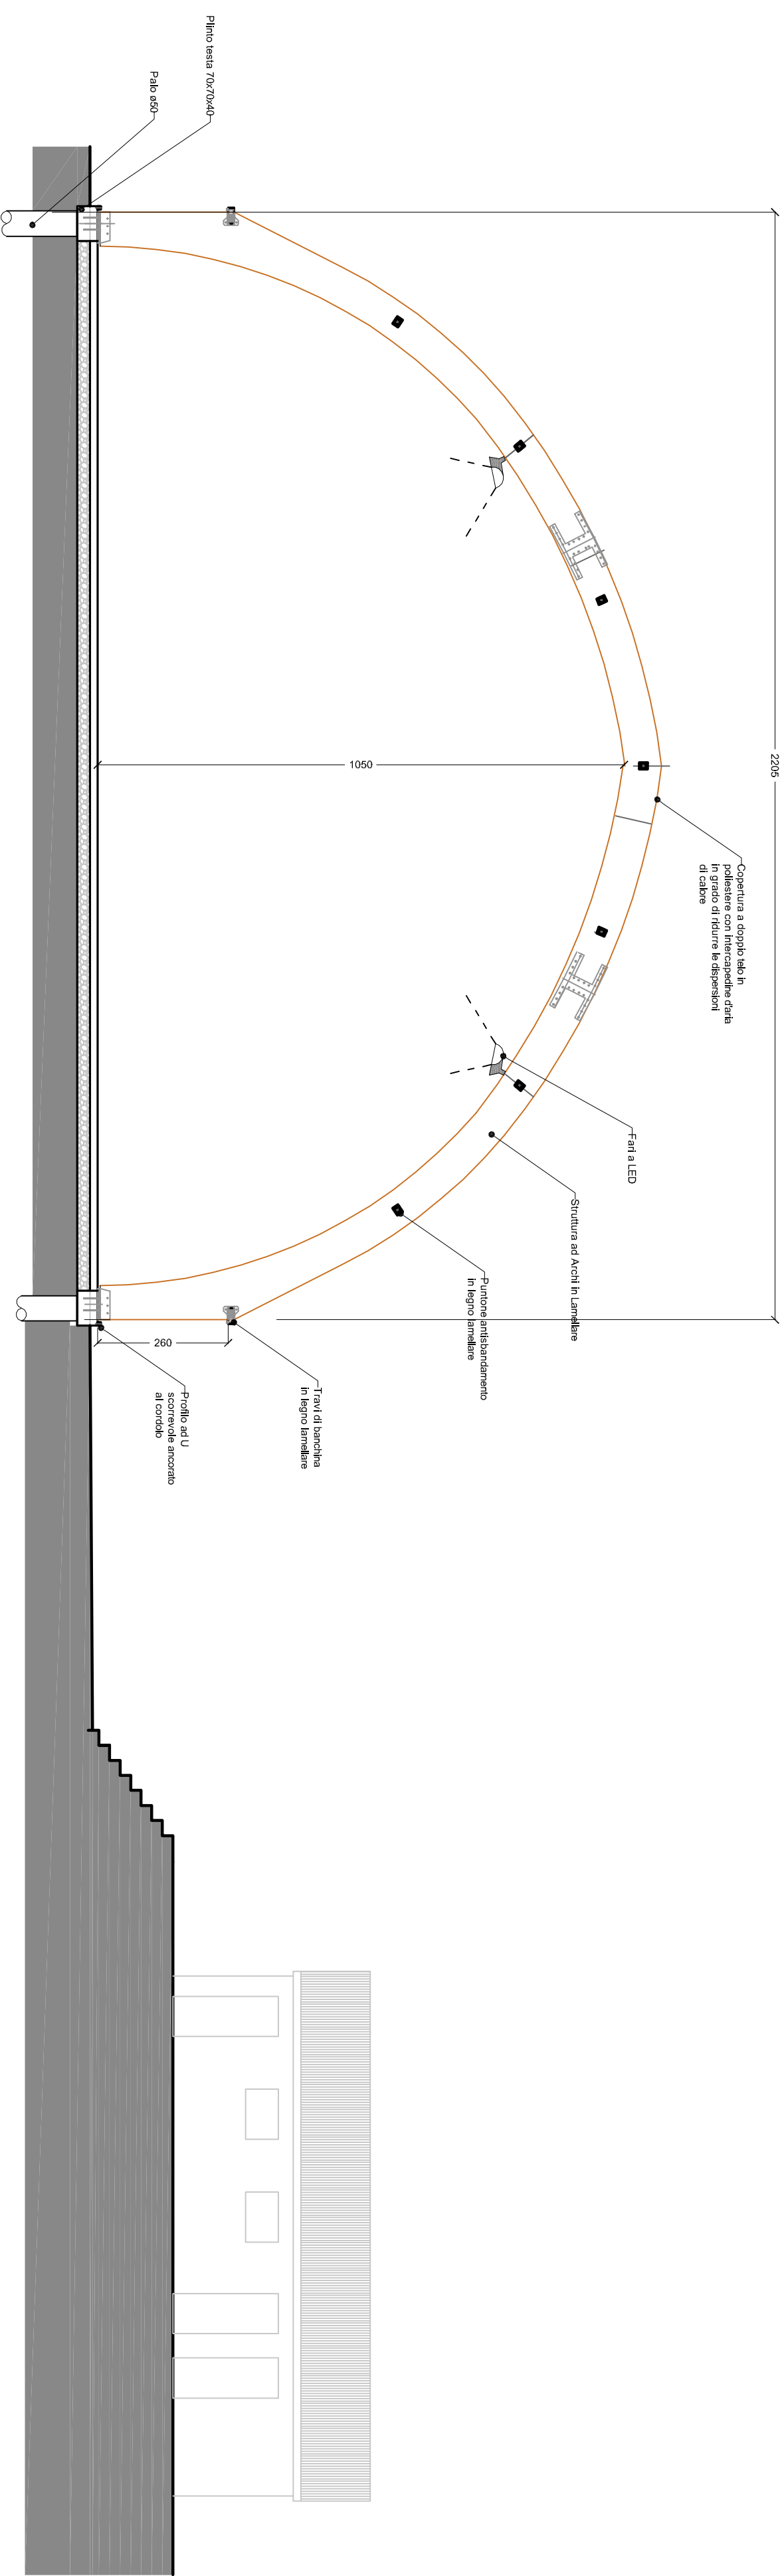 Plinto testa 70x70x40
Palo ø50
2205
1050
Copertura a doppio telo in
poliestere con intercapedine d'aria
in grado di ridurre le dispersioni
di calore
Fari a LED
Struttura ad Archi in Lamellare
Puntone antisbandamento
in legno lamellare
260
Travi di banchina
in legno lamellare
Profilo ad U
scorrevole ancorato
al cordolo